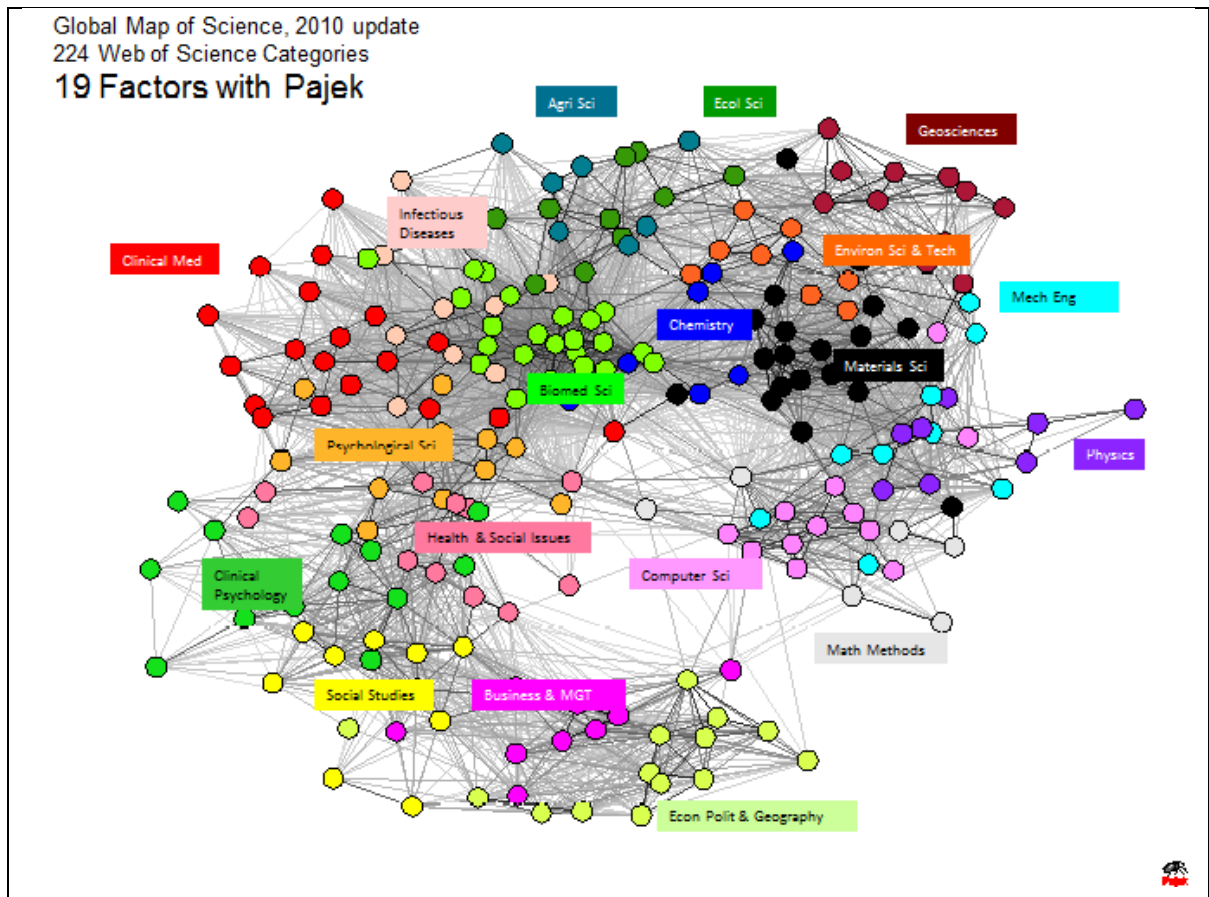 Global Map of Science, 2010 update
224 Web of Science Categories
19 Factors with Pajek
Agri Sci
Ecol Sci
Geosciences
Infectious
Diseases
Clinical Med
Environ Sci & Tech
Mech Eng
Chemistry
Materials Sci
Biomed Sci
Psychological Sci
Physics
Health & Social Issues
Clinical
Psychology
Computer Sci
Math Methods
Social Studies
Business & MGT
Econ Polit & Geography
Pajek